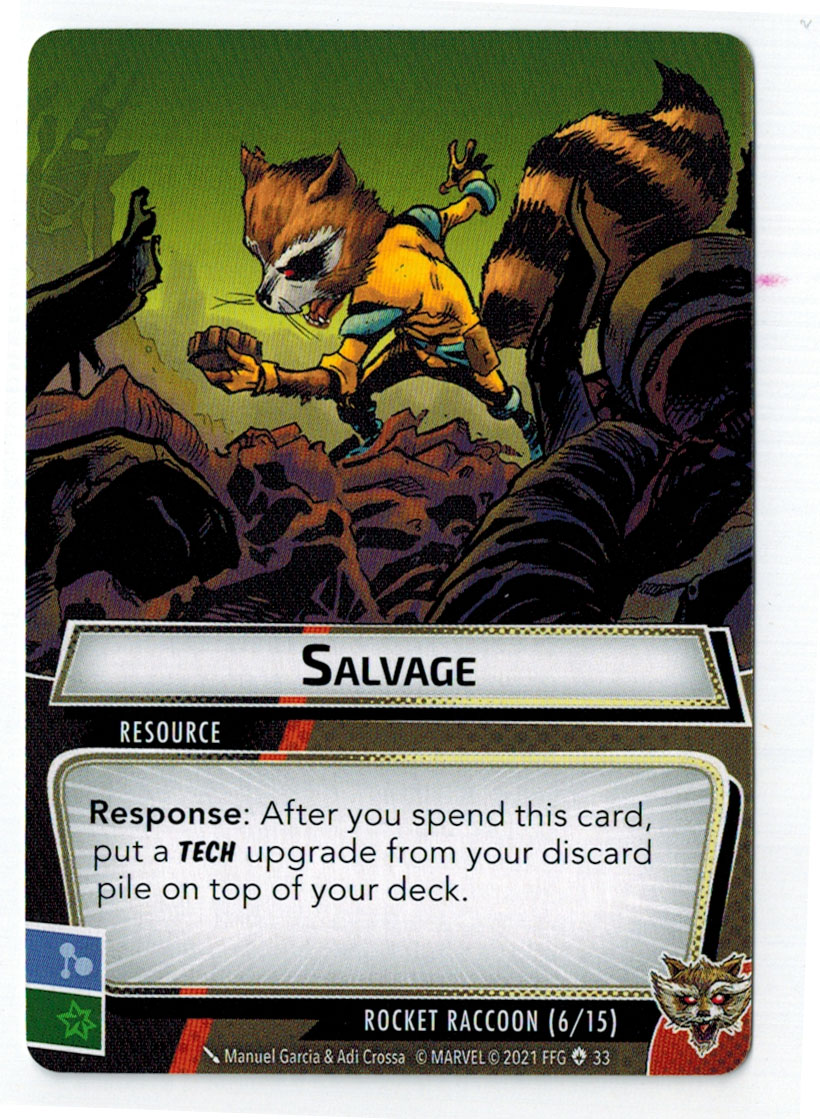 SALVAGE
RESOURCE
Response: After you spend this card,
put a TECH upgrade from your discard
pile on top of your deck.
ROCKET RACCOON (6/15)
Manuel Garcia & Adi Crossa © MARVEL © 2021 FFG 33